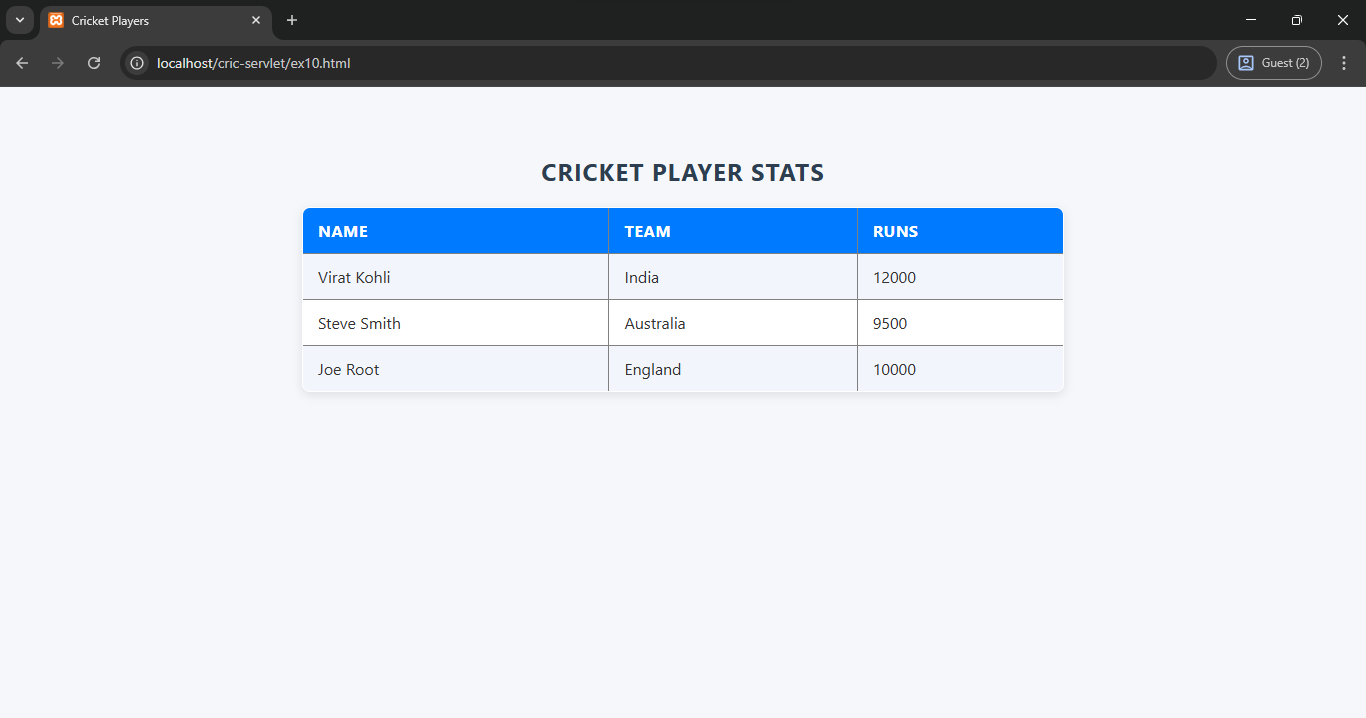 Cricket Players
localhost/cric-servlet/ex10.html
Guest (2)
CRICKET PLAYER STATS
NAME TEAM RUNS
Virat Kohli India 12000
Steve Smith Australia 9500
Joe Root England 10000